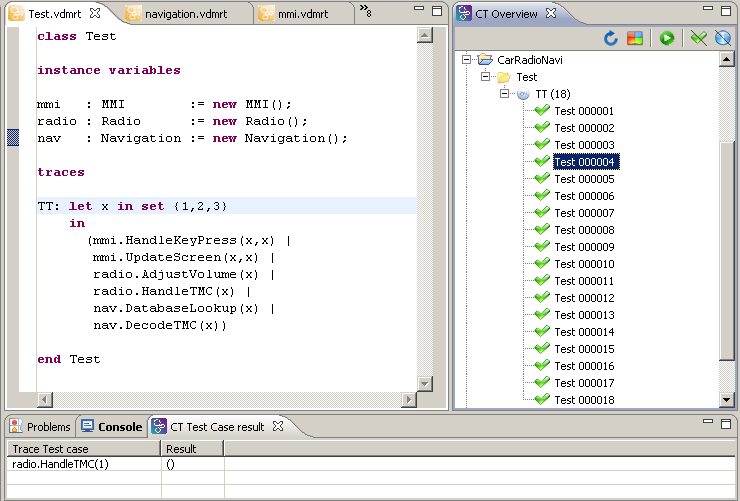 Test.vdmrt
navigation.vdmrt
mmi.vdmrt
»8
class Test
instance variables
mmi : MMI := new MMI();
radio : Radio := new Radio();
nav : Navigation := new Navigation();
traces
TT: let x in set {1,2,3}
in
(mmi.HandleKeyPress(x,x) |
mmi.UpdateScreen(x,x) |
radio.AdjustVolume(x) |
radio.HandleTMC(x) |
nav.DatabaseLookup(x) |
nav.DecodeTMC(x))
end Test
CT Overview
CarRadioNavi
Test
TT (18)
Test 000001
Test 000002
Test 000003
Test 000004
Test 000005
Test 000006
Test 000007
Test 000008
Test 000009
Test 000010
Test 000011
Test 000012
Test 000013
Test 000014
Test 000015
Test 000016
Test 000017
Test 000018
Problems
Console
CT Test Case result
Trace Test case Result
radio.HandleTMC(1) ()